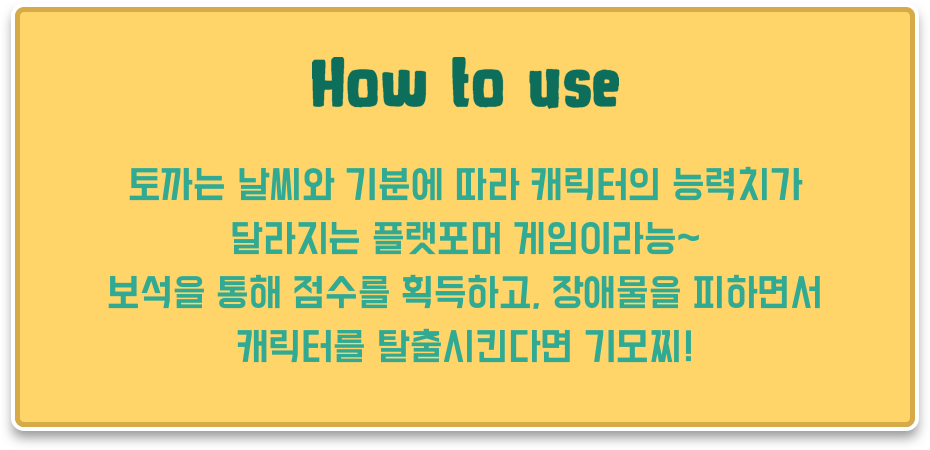 How to use
토까는 날씨와 기분에 따라 캐릭터의 능력치가
달라지는 플랫포머 게임이라능~
보석을 통해 점수를 획득하고, 장애물을 피하면서
캐릭터를 탈출시킨다면 기모찌!